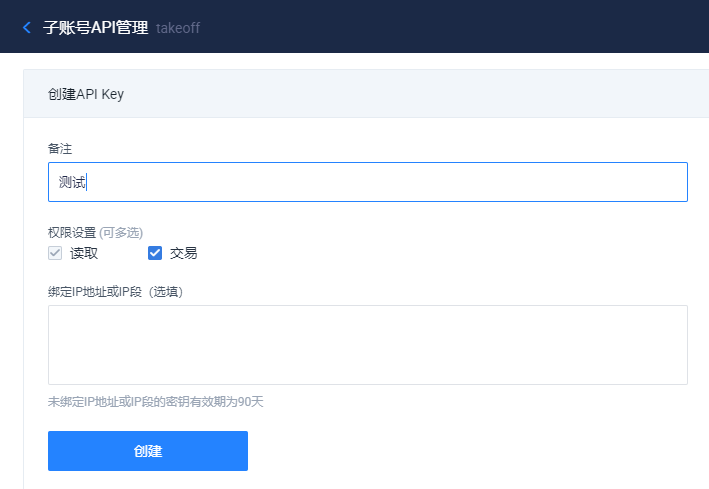 子账号API管理 takeoff
创建API Key
备注
测试
权限设置 (可多选)
读取 交易
绑定IP地址或IP段（选填）
未绑定IP地址或IP段的密钥有效期为90天
创建